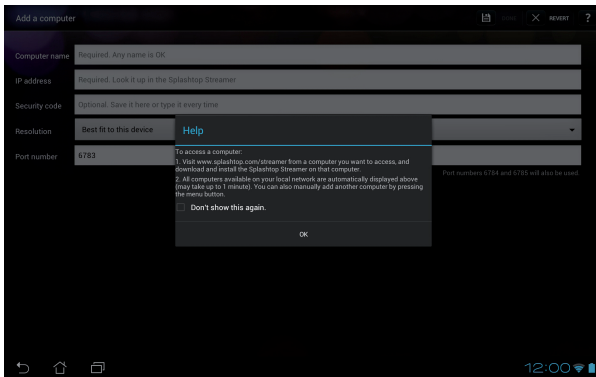 Add a computer
REVERT ?
Computer name Required. Any name is OK
IP address Required. Look it up in the Splashtop Streamer
Security code Optional. Save it here or type it every time
Resolution Best fit to this device
Port number 6783
Port numbers 6784 and 6785 will also be used.
Help
To access a computer:
1. Visit www.splashtop.com/streamer from a computer you want to access, and
download and install the Splashtop Streamer on that computer.
2. All computers available on your local network are automatically displayed above
(may take up to 1 minute). You can also manually add another computer by pressing
the menu button.
Don't show this again.
OK
12:00